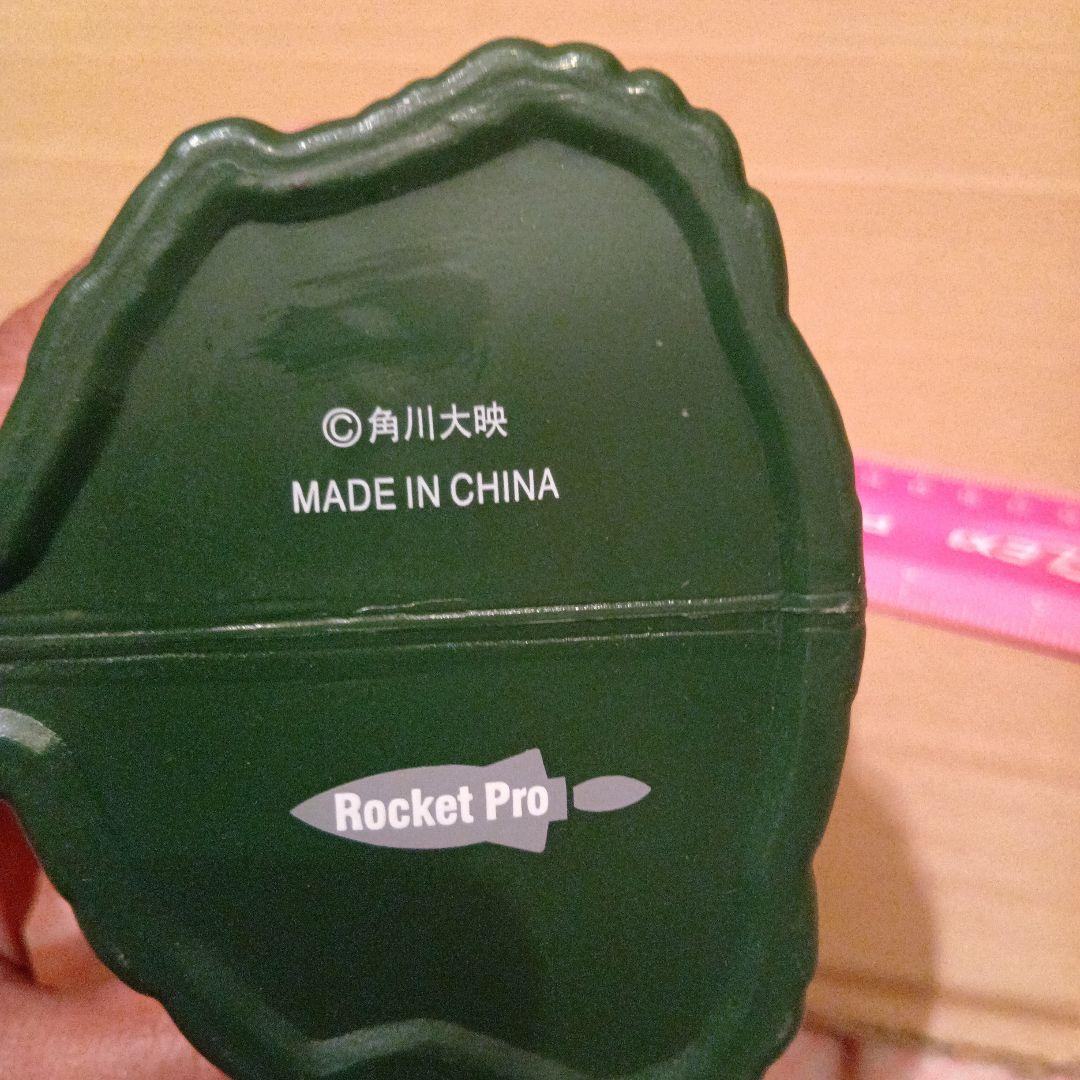 ©角川大映
MADE IN CHINA
Rocket Pro